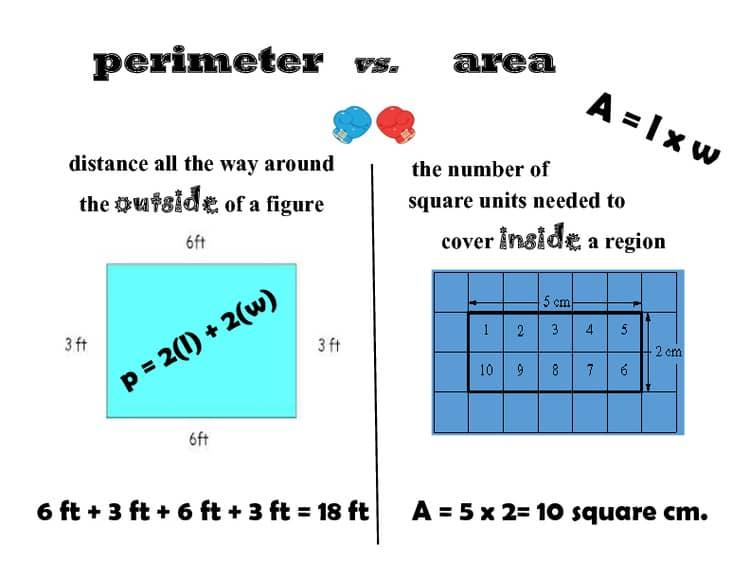 perimeter vs. area
A = l x w
distance all the way around
the outside of a figure
6ft
3 ft
p = 2(l) + 2(w)
3 ft
6ft
6 ft + 3 ft + 6 ft + 3 ft = 18 ft
the number of
square units needed to
cover inside a region
5 cm
1 2 3 4 5
2 cm
10 9 8 7 6
A = 5 x 2= 10 square cm.